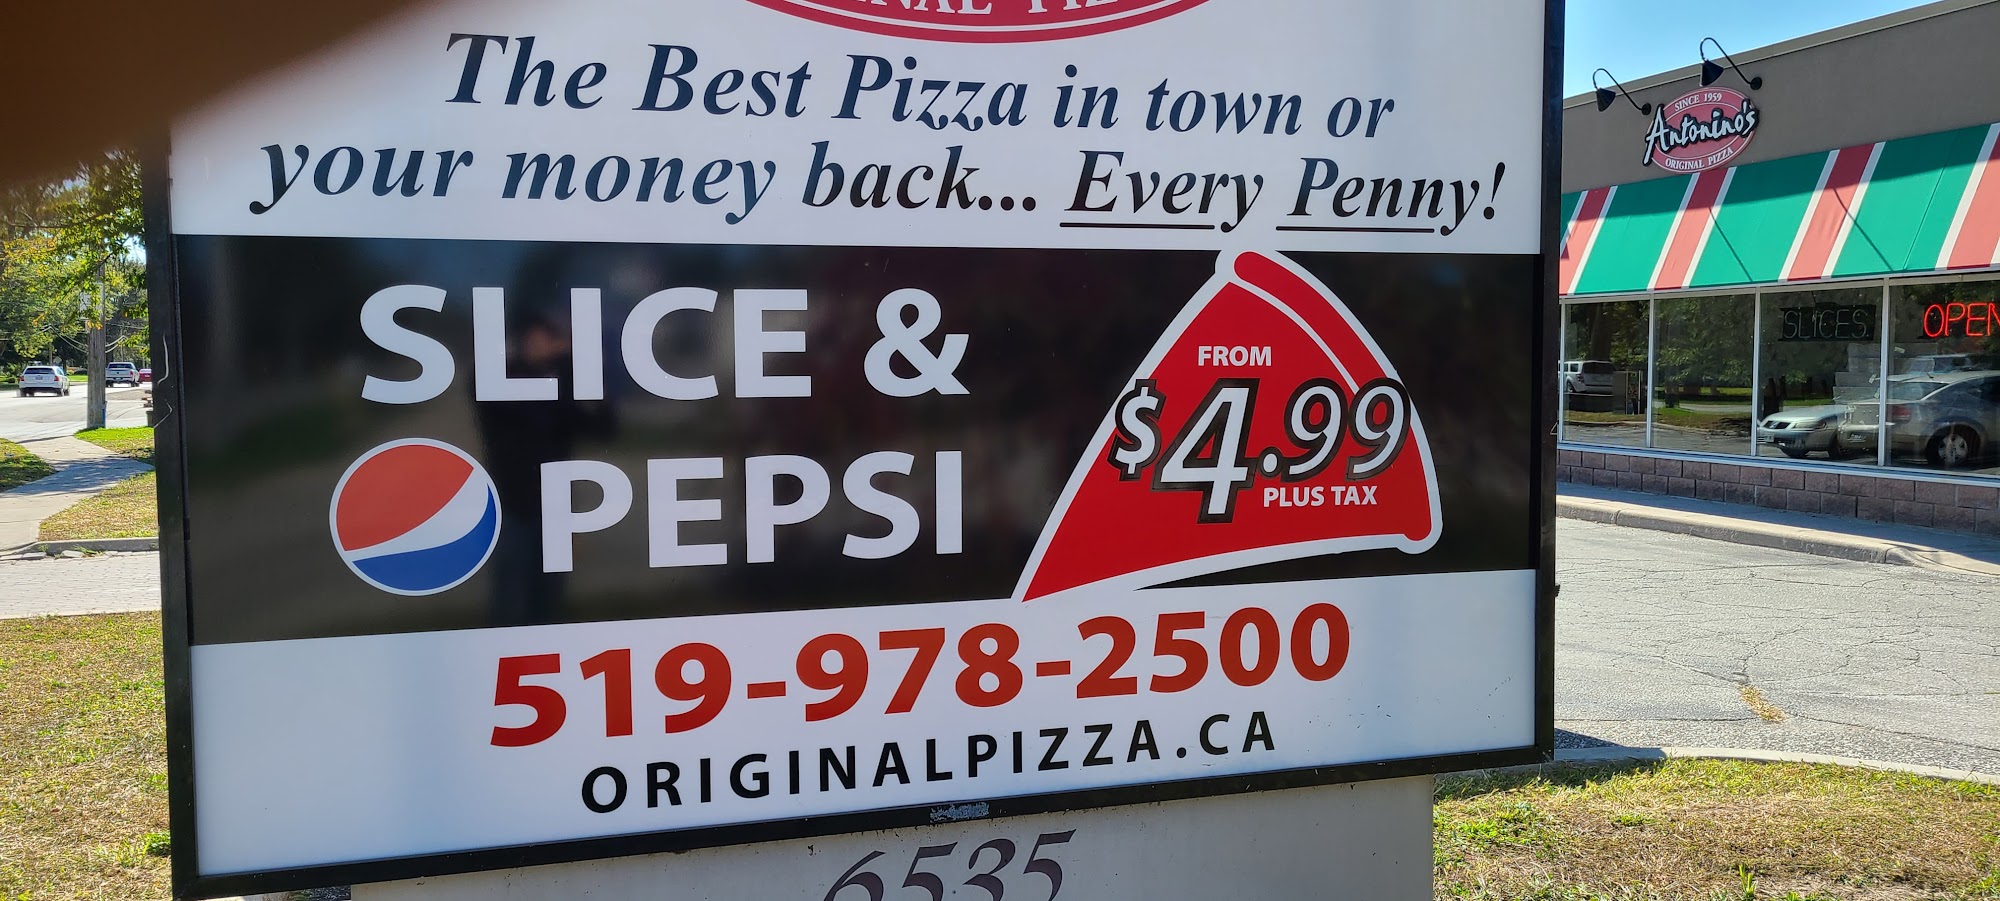 The Best Pizza in town or
your money back... Every Penny!
SLICE &
PEPSI
FROM
$4.99
PLUS TAX
519-978-2500
ORIGINALPIZZA.CA
6535
SINCE 1959
Antonino's
ORIGINAL PIZZA
SLICES
OPEN